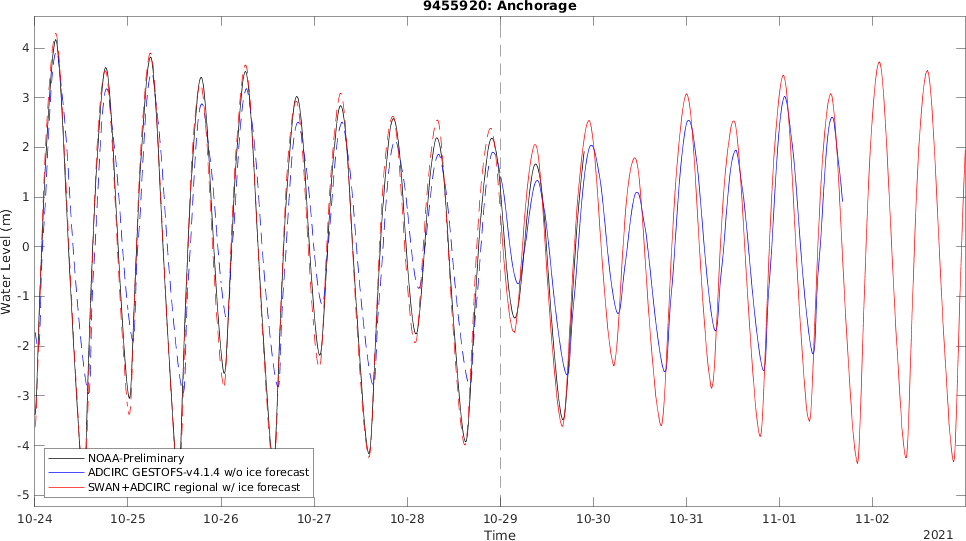 9455920: Anchorage
Water Level (m)
4
3
2
1
0
-1
-2
-3
-4
-5
NOAA-Preliminary
ADCIRC GESTOFS-v4.1.4 w/o ice forecast
SWAN+ADCIRC regional w/ ice forecast
10-24 10-25 10-26 10-27 10-28 10-29 10-30 10-31 11-01 11-02
Time
2021